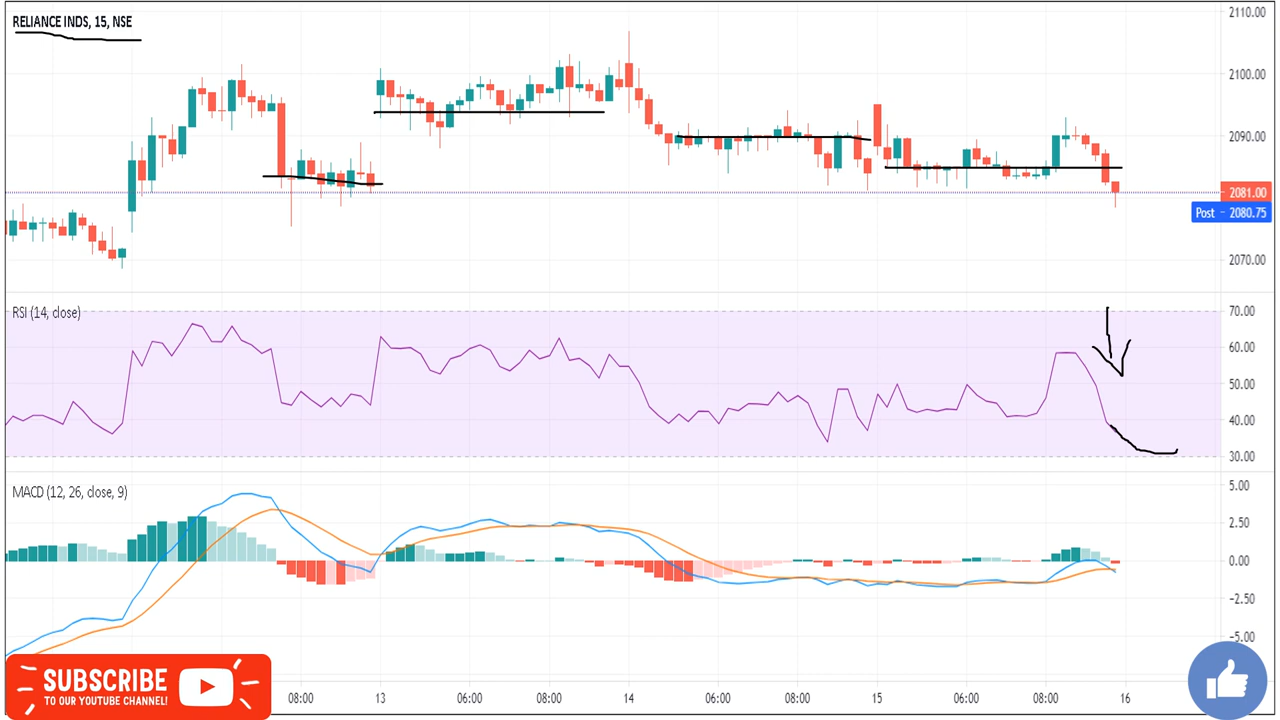 RELIANCE INDS, 15, NSE
2110.00
2100.00
2090.00
2081.00
Post - 2080.75
2070.00
RSI (14, close)
70.00
60.00
50.00
40.00
30.00
MACD (12, 26, close, 9)
5.00
2.50
0.00
−2.50
−5.00
SUBSCRIBE
TO OUR YOUTUBE CHANNEL!
08:00 13 06:00 08:00 14 06:00 08:00 15 06:00 08:00 16